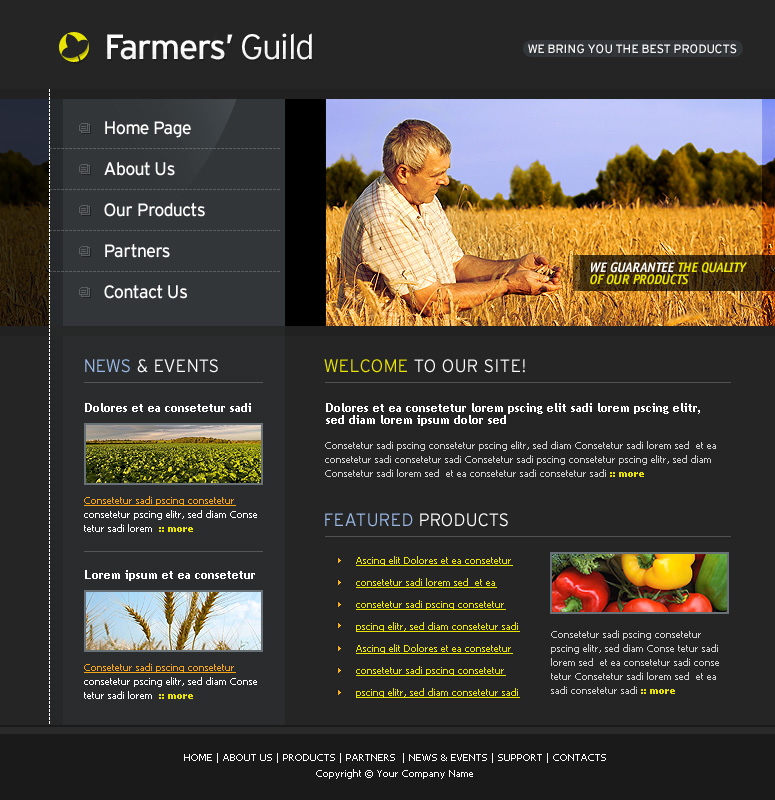 Farmers' Guild
WE BRING YOU THE BEST PRODUCTS
Home Page
About Us
Our Products
Partners
Contact Us
WE GUARANTEE THE QUALITY
OF OUR PRODUCTS
NEWS & EVENTS
Dolores et ea consetetur sadi
Consetetur sadi pscing consetetur
consetetur pscing elitr, sed diam Conse
tetur sadi lorem :: more
Lorem ipsum et ea consetetur
Consetetur sadi pscing consetetur
consetetur pscing elitr, sed diam Conse
tetur sadi lorem :: more
WELCOME TO OUR SITE!
Dolores et ea consetetur lorem pscing elit sadi lorem pscing elitr,
sed diam lorem ipsum dolor sed
Consetetur sadi pscing consetetur pscing elitr, sed diam Consetetur sadi lorem sed et ea
consetetur sadi consetetur sadi Consetetur sadi pscing consetetur pscing elitr, sed diam
Consetetur sadi lorem sed et ea consetetur sadi consetetur sadi :: more
FEATURED PRODUCTS
Ascing elit Dolores et ea consetetur
consetetur sadi lorem sed et ea
consetetur sadi pscing consetetur
pscing elitr, sed diam consetetur sadi
Ascing elit Dolores et ea consetetur
consetetur sadi pscing consetetur
pscing elitr, sed diam consetetur sadi
Consetetur sadi pscing consetetur
pscing elitr, sed diam Consetetur sadi
lorem sed et ea consetetur sadi conse
tetur sadi Consetetur lorem sed et ea
sadi consetetur sadi :: more
HOME | ABOUT US | PRODUCTS | PARTNERS | NEWS & EVENTS | SUPPORT | CONTACTS
Copyright © Your Company Name